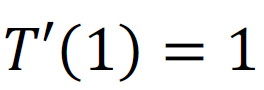 T′(1) = 1